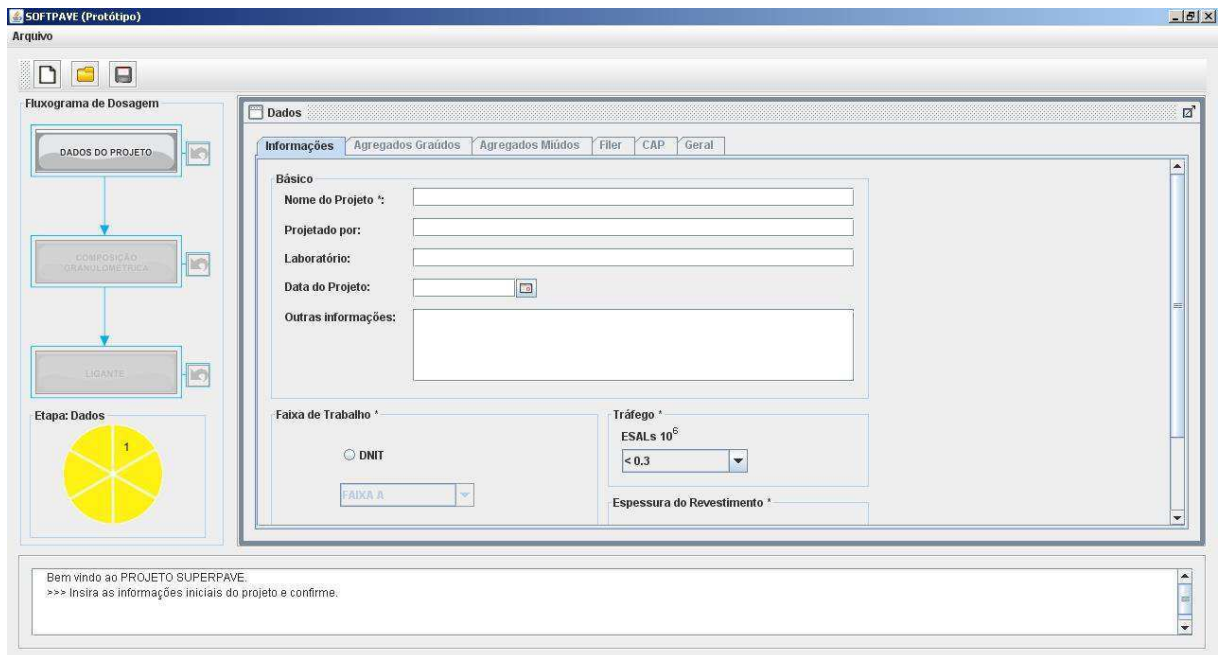 SOFTPAVE (Protótipo)
Arquivo
Fluxograma de Dosagem
DADOS DO PROJETO
COMPOSIÇÃO
GRANULOMÉTRICA
LIGANTE
Etapa: Dados
1
Dados
Informações Agregados Graúdos Agregados Miúdos Fíler CAP Geral
Básico
Nome do Projeto *:
Projetado por:
Laboratório:
Data do Projeto:
Outras informações:
Faixa de Trabalho *
DNIT
FAIXA A
Tráfego *
ESALs 10⁶
< 0.3
Espessura do Revestimento *
Bem vindo ao PROJETO SUPERPAVE.
>>> Insira as informações iniciais do projeto e confirme.